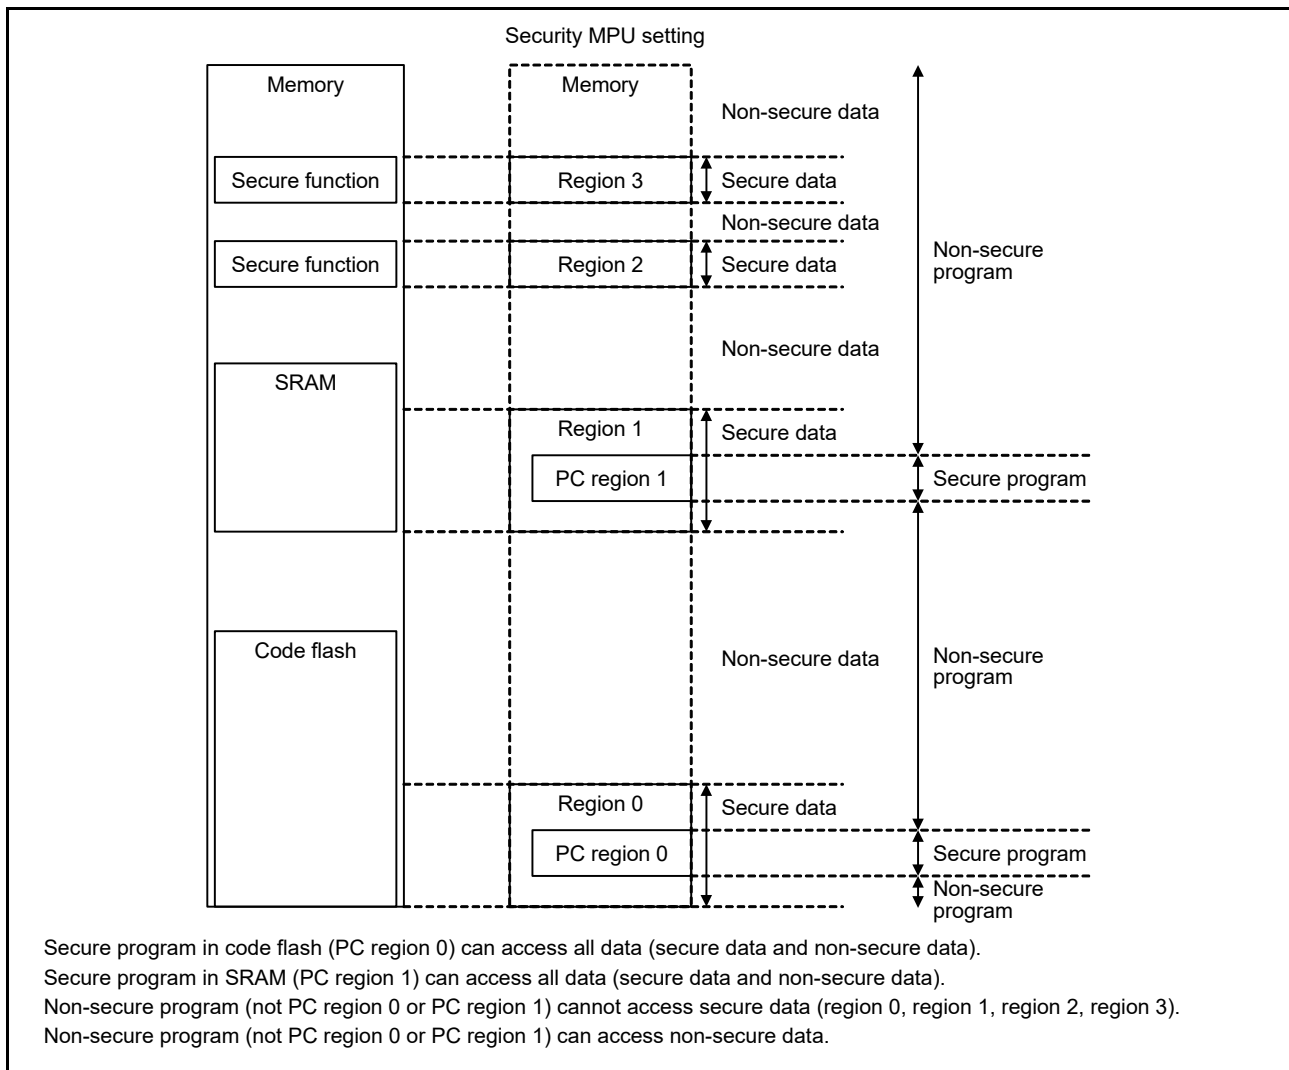 Security MPU setting
Memory
Memory
Non-secure data
Secure function
Region 3
Secure data
Non-secure data
Secure function
Region 2
Secure data
Non-secure
program
Non-secure data
SRAM
Region 1
Secure data
PC region 1
Secure program
Code flash
Non-secure data
Non-secure
program
Region 0
Secure data
PC region 0
Secure program
Non-secure
program
Secure program in code flash (PC region 0) can access all data (secure data and non-secure data).
Secure program in SRAM (PC region 1) can access all data (secure data and non-secure data).
Non-secure program (not PC region 0 or PC region 1) cannot access secure data (region 0, region 1, region 2, region 3).
Non-secure program (not PC region 0 or PC region 1) can access non-secure data.